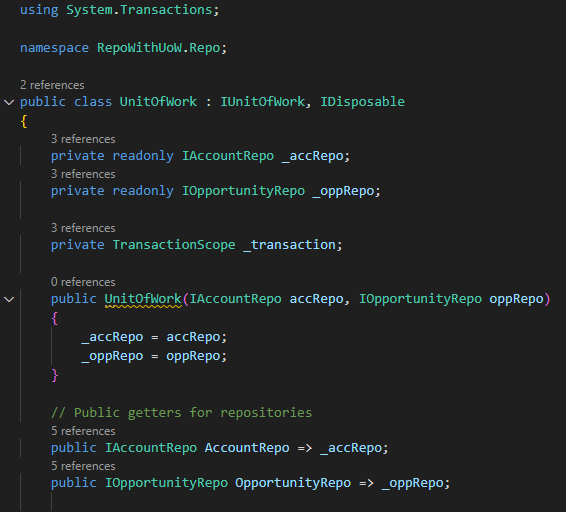 using System.Transactions;
namespace RepoWithUoW.Repo;
2 references
public class UnitOfWork : IUnitOfWork, IDisposable
{
3 references
private readonly IAccountRepo _accRepo;
3 references
private readonly IOpportunityRepo _oppRepo;
3 references
private TransactionScope _transaction;
0 references
public UnitOfWork(IAccountRepo accRepo, IOpportunityRepo oppRepo)
{
_accRepo = accRepo;
_oppRepo = oppRepo;
}
// Public getters for repositories
5 references
public IAccountRepo AccountRepo => _accRepo;
5 references
public IOpportunityRepo OpportunityRepo => _oppRepo;